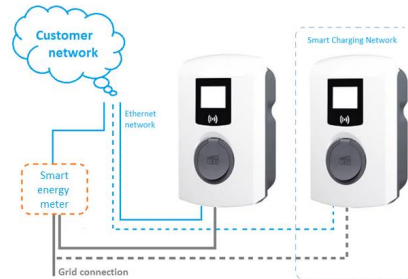 Customer
network
Smart Charging Network
Ethernet
network
Smart
energy
meter
Grid connection